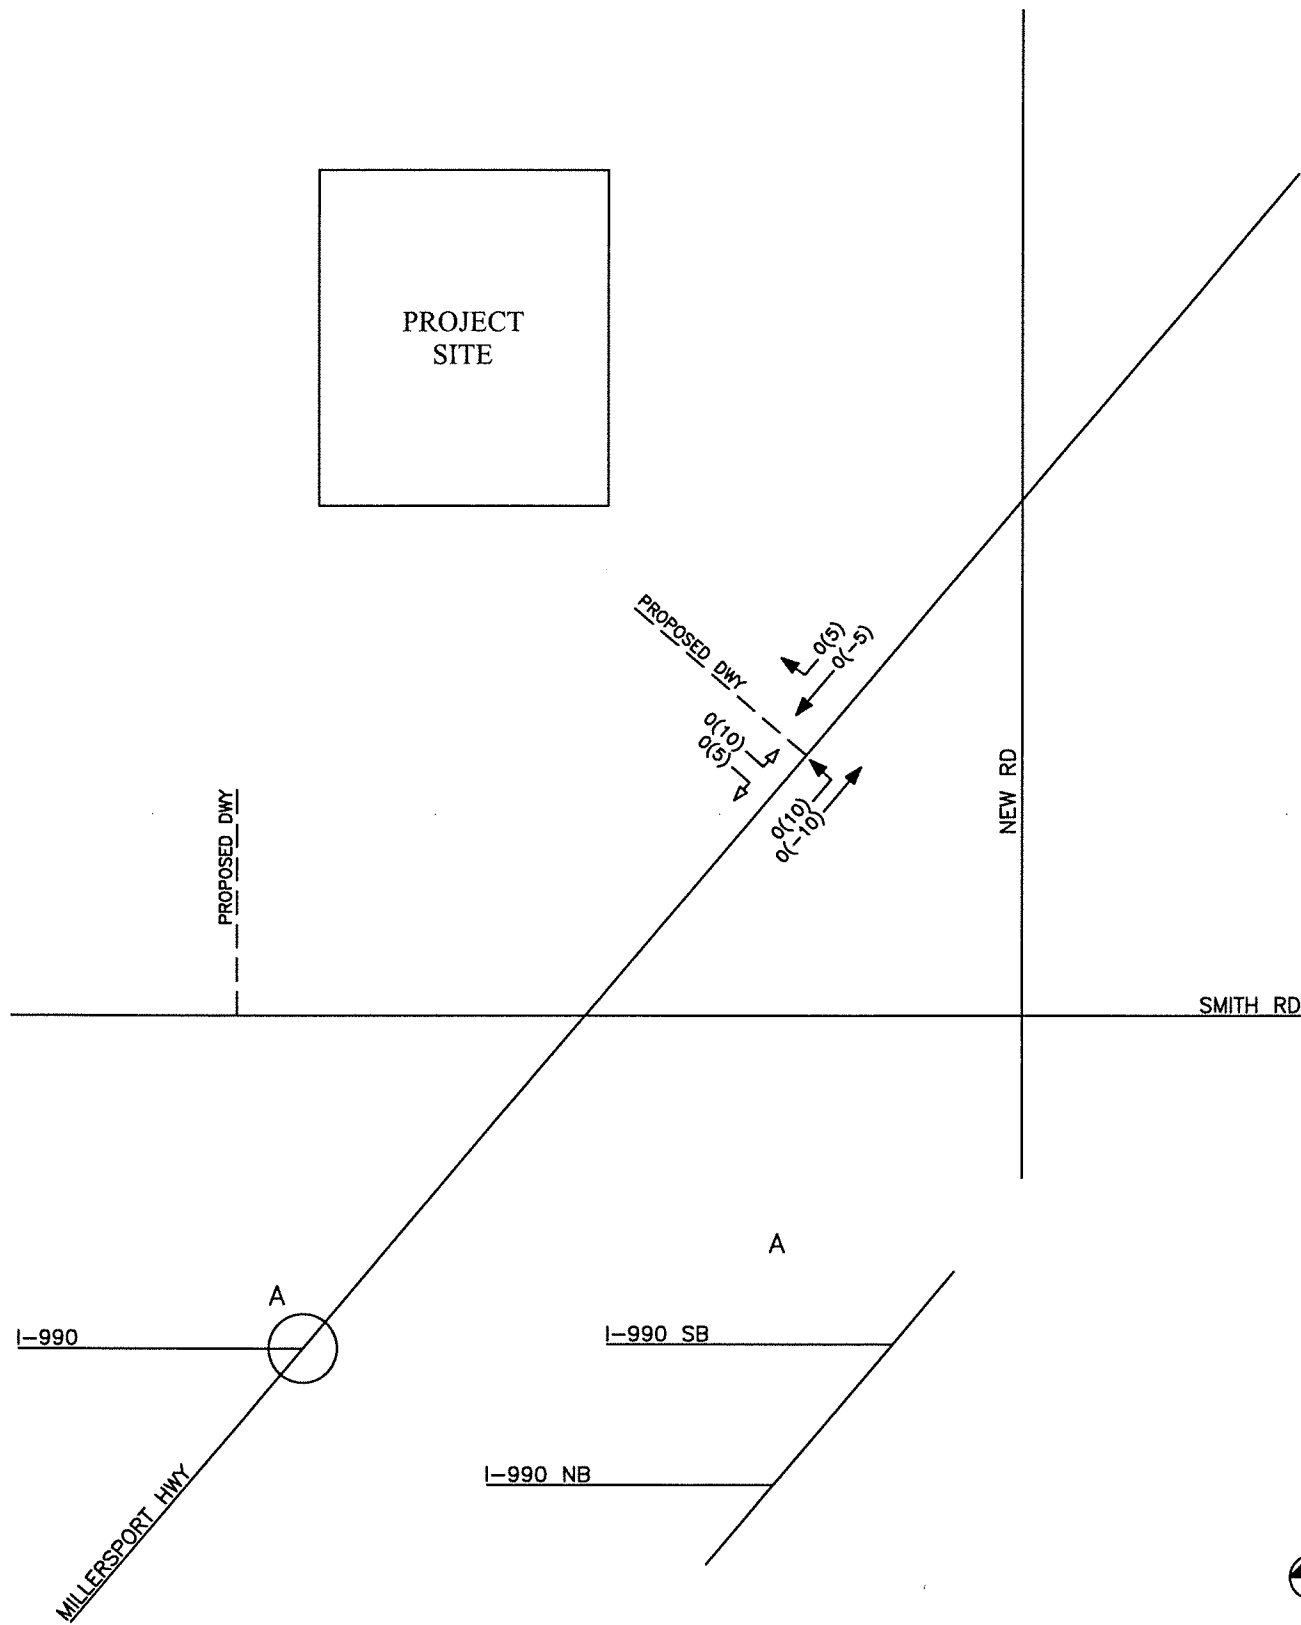 PROJECT
SITE
PROPOSED DWY
0(5)
0(-5)
0(10)
0(5)
0(10)
0(-10)
NEW RD
PROPOSED DWY
SMITH RD
A
A
I-990
I-990 SB
I-990 NB
MILLERSPORT HWY